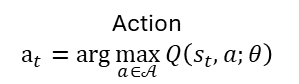 Action
a_t = arg max_{a∈𝒜} Q(s_t, a; θ)